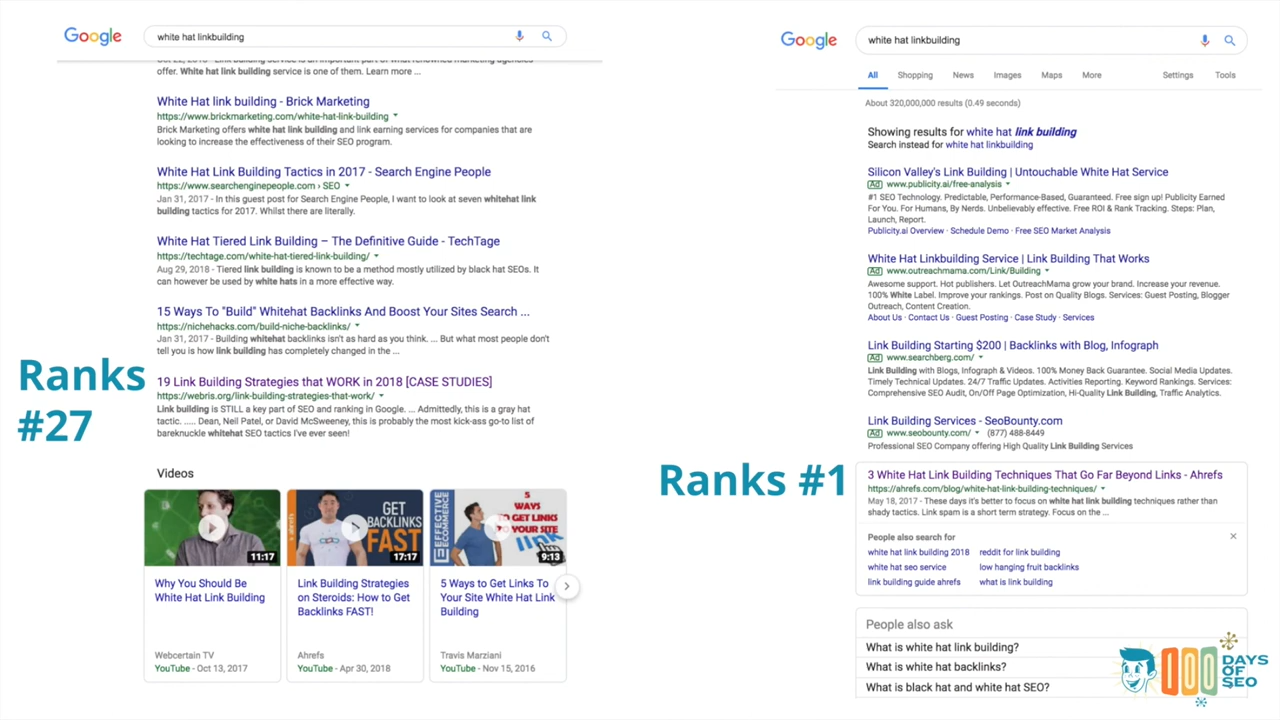 Google
white hat linkbuilding
offer. White hat link building service is one of them. Learn more ...
White Hat link building - Brick Marketing
https://www.brickmarketing.com/white-hat-link-building
Brick Marketing offers white hat link building and link earning services for companies that are
looking to increase the effectiveness of their SEO program.
White Hat Link Building Tactics in 2017 - Search Engine People
https://www.searchenginepeople.com › SEO
Jan 31, 2017 - In this guest post for Search Engine People, I want to look at seven whitehat link
building tactics for 2017. Whilst there are literally.
White Hat Tiered Link Building – The Definitive Guide - TechTage
https://techtage.com/white-hat-tiered-link-building/
Aug 29, 2018 - Tiered link building is known to be a method mostly utilized by black hat SEOs. It
can however be used by white hats in a more effective way.
15 Ways To "Build" Whitehat Backlinks And Boost Your Sites Search ...
https://nichehacks.com/build-niche-backlinks/
Jan 31, 2017 - Building whitehat backlinks isn't as hard as you think. ... But what most people don't
tell you is how link building has completely changed in the ...
Ranks
#27
19 Link Building Strategies that WORK in 2018 [CASE STUDIES]
https://webris.org/link-building-strategies-that-work/
Link building is STILL a key part of SEO and ranking in Google. ... Admittedly, this is a gray hat
tactic. ..... Dean, Neil Patel, or David McSweeney, this is probably the most kick-ass go-to list of
bareknuckle whitehat SEO tactics I've ever seen!
Videos
11:17
ahrefs
GET
BACKLINKS
FAST
17:17
EFFECTIVE
ECOMMERCE
5
WAYS
TO GET LINKS
TO YOUR SITE
link
9:13
Why You Should Be
White Hat Link Building
Webcertain TV
YouTube - Oct 13, 2017
Link Building Strategies
on Steroids: How to Get
Backlinks FAST!
Ahrefs
YouTube - Apr 30, 2018
5 Ways to Get Links To
Your Site White Hat Link
Building
Travis Marziani
YouTube - Nov 15, 2016
Google
white hat linkbuilding
All Shopping News Images Maps More Settings Tools
About 320,000,000 results (0.49 seconds)
Showing results for white hat link building
Search instead for white hat linkbuilding
Silicon Valley's Link Building | Untouchable White Hat Service
Ad www.publicity.ai/free-analysis
#1 SEO Technology. Predictable, Performance-Based, Guaranteed. Free sign up! Publicity Earned
For You. For Humans, By Nerds. Unbelievably effective. Free ROI & Rank Tracking. Steps: Plan,
Launch, Report.
Publicity.ai Overview · Schedule Demo · Free SEO Market Analysis
White Hat Linkbuilding Service | Link Building That Works
Ad www.outreachmama.com/Link/Building
Awesome support. Hot publishers. Let OutreachMama grow your brand. Increase your revenue.
100% White Label. Improve your rankings. Post on Quality Blogs. Services: Guest Posting, Blogger
Outreach, Content Creation.
About Us · Contact Us · Guest Posting · Case Study · Services
Link Building Starting $200 | Backlinks with Blog, Infograph
Ad www.searchberg.com/
Link Building with Blogs, Infograph & Videos. 100% Money Back Guarantee. Social Media Updates.
Timely Technical Updates. 24/7 Traffic Updates. Activities Reporting. Keyword Rankings. Services:
Comprehensive SEO Audit, On/Off Page Optimization, Hi-Quality Link Building, Traffic Analytics.
Link Building Services - SeoBounty.com
Ad www.seobounty.com/ (877) 488-8449
Professional SEO Company offering High Quality Link Building Services
Ranks #1
3 White Hat Link Building Techniques That Go Far Beyond Links - Ahrefs
https://ahrefs.com/blog/white-hat-link-building-techniques/
May 18, 2017 - These days it's better to focus on white hat link building techniques rather than
shady tactics. Link spam is a short term strategy. Focus on the ...
People also search for
white hat link building 2018 reddit for link building
white hat seo service low hanging fruit backlinks
link building guide ahrefs what is link building
People also ask
What is white hat link building?
What is white hat backlinks?
What is black hat and white hat SEO?
100 DAYS
OF
SEO